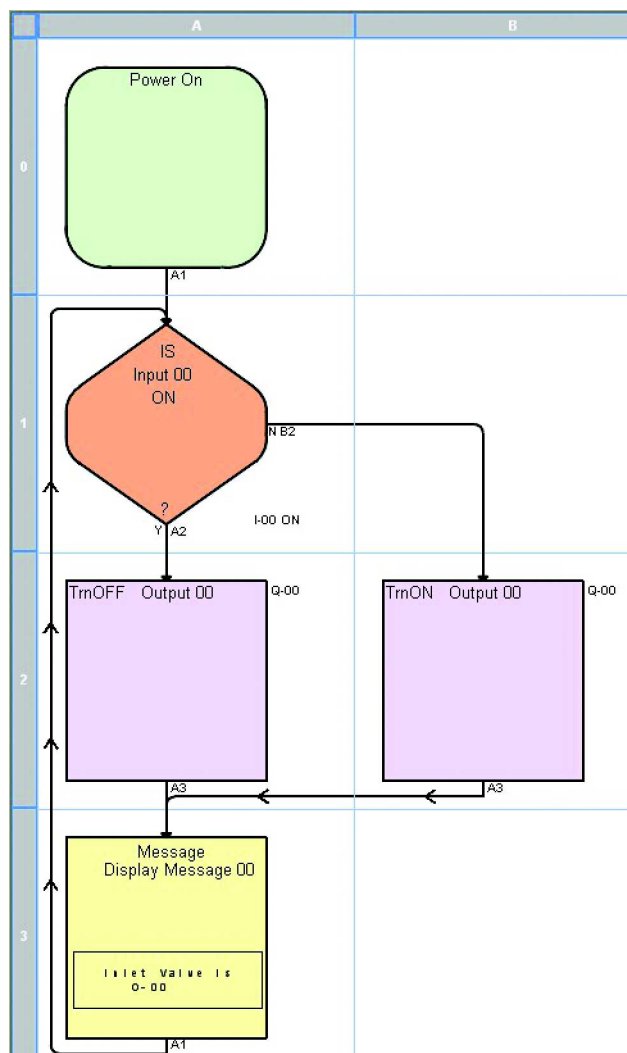 A B
0
Power On
A1
1
IS
Input 00
ON
?
N B2
I-00 ON
Y A2
2
TrnOFF Output 00
Q-00
TrnON Output 00
Q-00
A3
A3
3
Message
Display Message 00
Inlet Value Is
0-00
A1